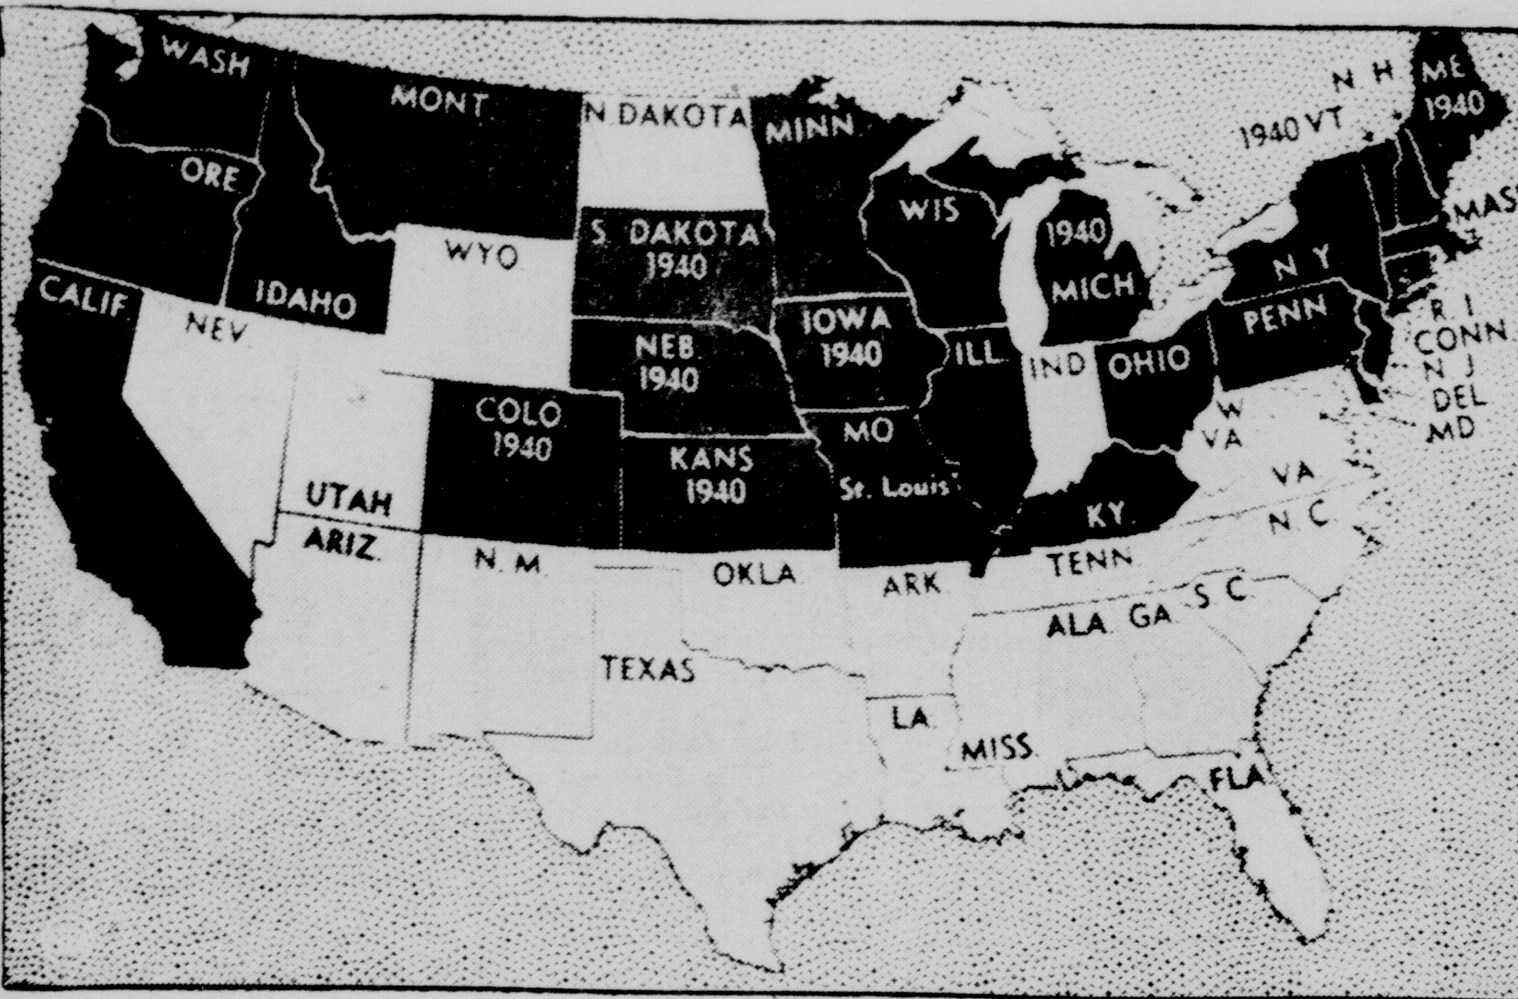 WASH
MONT.
N. DAKOTA
MINN.
N H
ME
1940
1940 VT
ORE
WIS
1940
MICH.
MAS
WYO
S. DAKOTA
1940
N Y
CALIF.
IDAHO
NEV.
NEB.
1940
IOWA
1940
ILL.
IND
OHIO
PENN.
R. I.
CONN.
N J
DEL
MD
COLO.
1940
MO
W
VA
KANS
1940
St. Louis
UTAH
KY.
VA
ARIZ.
N. M.
OKLA.
ARK
TENN.
N C
TEXAS
ALA.
GA.
S C
LA.
MISS.
FLA